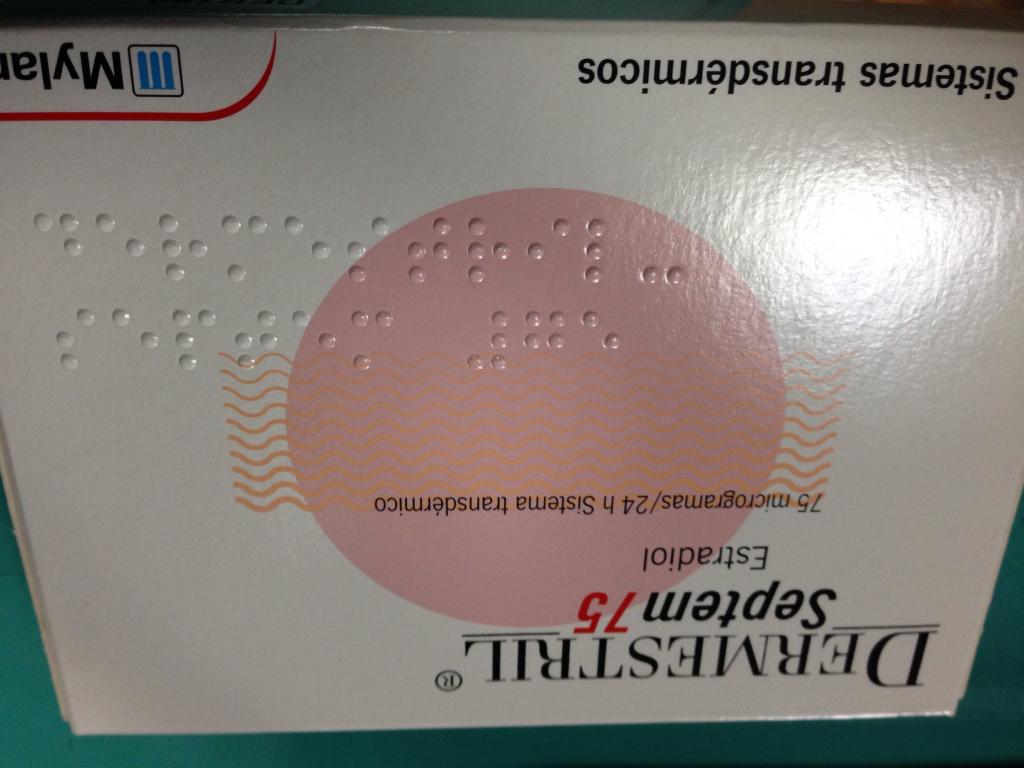 DERMESTRIL®
Septem 75
Estradiol
75 microgramas/24 h Sistema transdérmico
Sistemas transdérmicos
Mylan